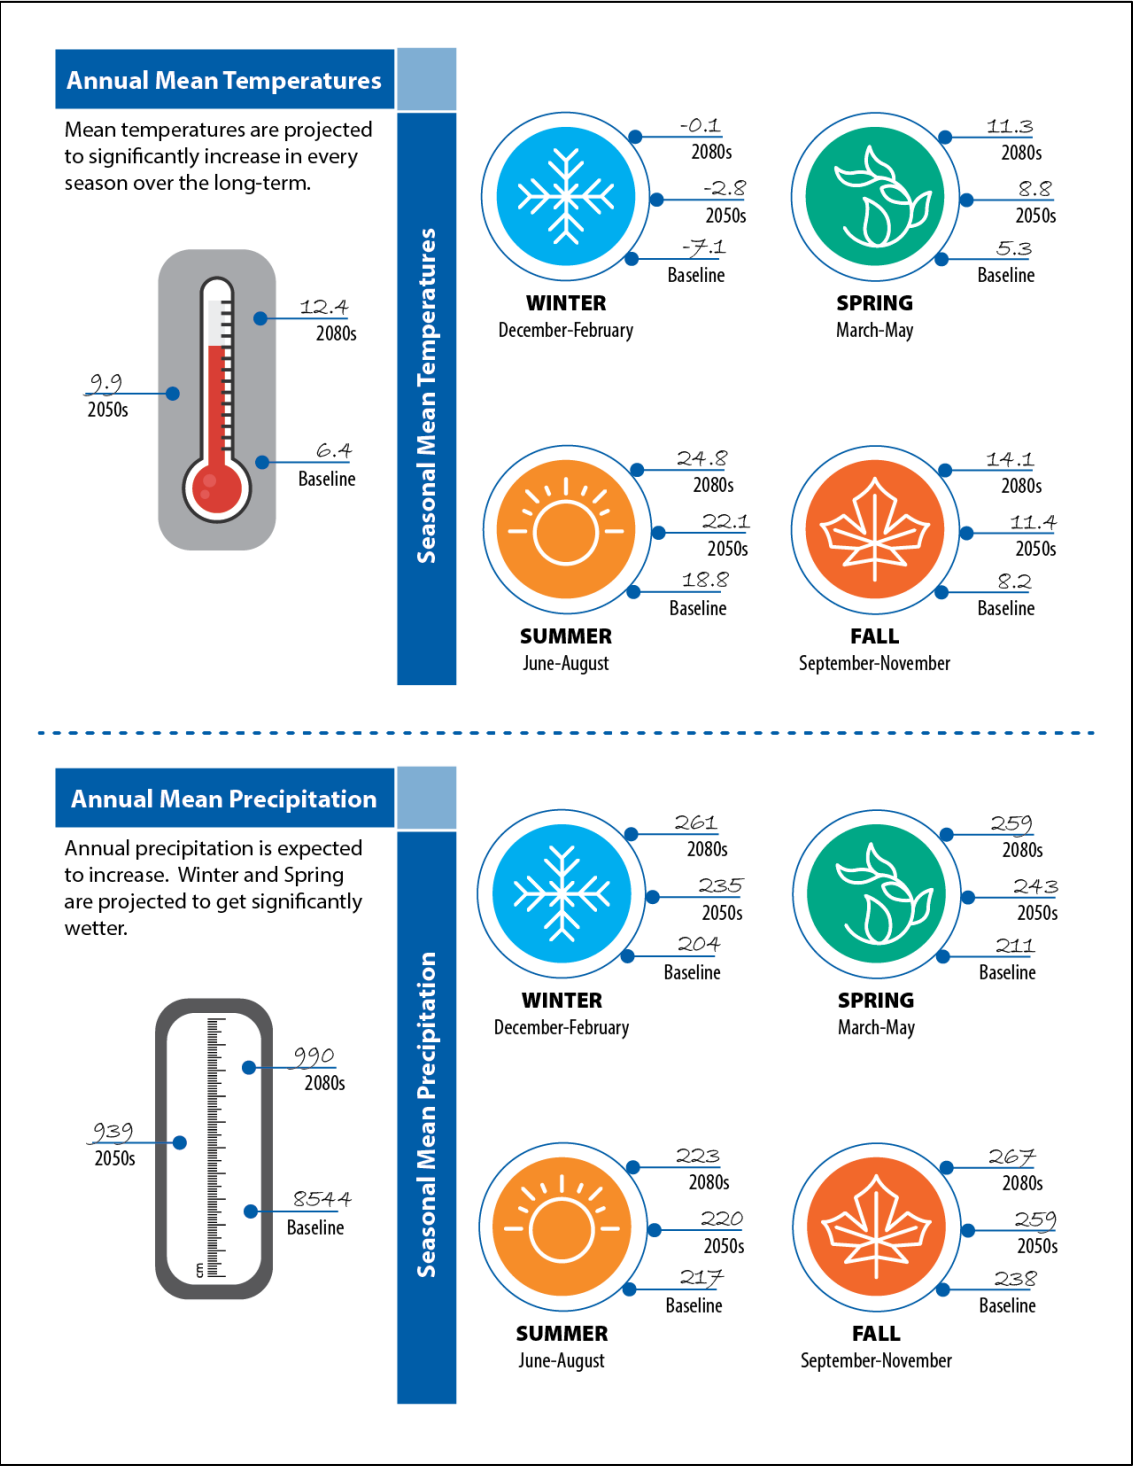 Annual Mean Temperatures
Mean temperatures are projected
to significantly increase in every
season over the long-term.
12.4
2080s
9.9
2050s
6.4
Baseline
Seasonal Mean Temperatures
-0.1
2080s
-2.8
2050s
-7.1
Baseline
WINTER
December-February
11.3
2080s
8.8
2050s
5.3
Baseline
SPRING
March-May
24.8
2080s
22.1
2050s
18.8
Baseline
SUMMER
June-August
14.1
2080s
11.4
2050s
8.2
Baseline
FALL
September-November
Annual Mean Precipitation
Annual precipitation is expected
to increase. Winter and Spring
are projected to get significantly
wetter.
990
2080s
939
2050s
8544
Baseline
cm
Seasonal Mean Precipitation
261
2080s
235
2050s
204
Baseline
WINTER
December-February
259
2080s
243
2050s
211
Baseline
SPRING
March-May
223
2080s
220
2050s
217
Baseline
SUMMER
June-August
267
2080s
259
2050s
238
Baseline
FALL
September-November